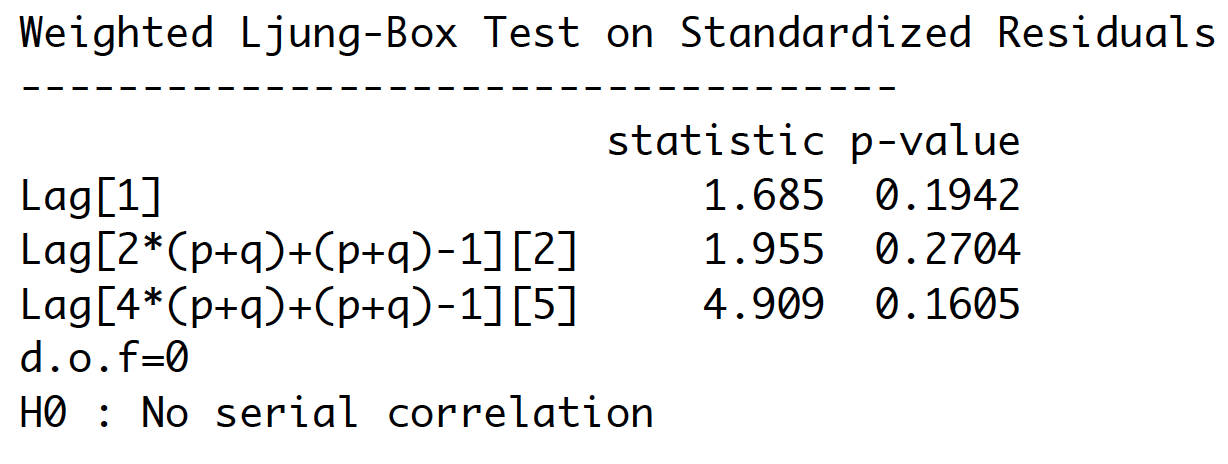 Weighted Ljung-Box Test on Standardized Residuals
------------------------------------
statistic p-value
Lag[1] 1.685 0.1942
Lag[2*(p+q)+(p+q)-1][2] 1.955 0.2704
Lag[4*(p+q)+(p+q)-1][5] 4.909 0.1605
d.o.f=0
H0 : No serial correlation